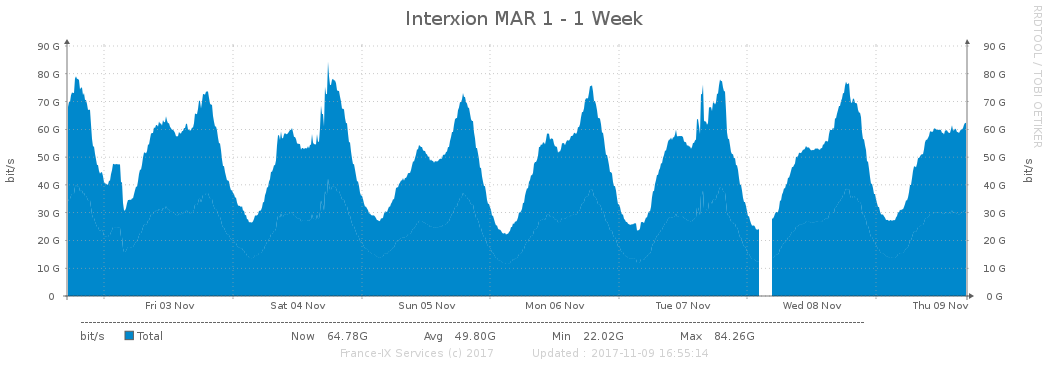 Interxion MAR 1 - 1 Week
RRDTOOL / TOBI OETIKER
bit/s
90 G
80 G
70 G
60 G
50 G
40 G
30 G
20 G
10 G
0
90 G
80 G
70 G
60 G
50 G
40 G
30 G
20 G
10 G
0 G
bit/s
Fri 03 Nov Sat 04 Nov Sun 05 Nov Mon 06 Nov Tue 07 Nov Wed 08 Nov Thu 09 Nov
bit/s Total Now 64.78G Avg 49.80G Min 22.02G Max 84.26G
France-IX Services (c) 2017 Updated : 2017-11-09 16:55:14